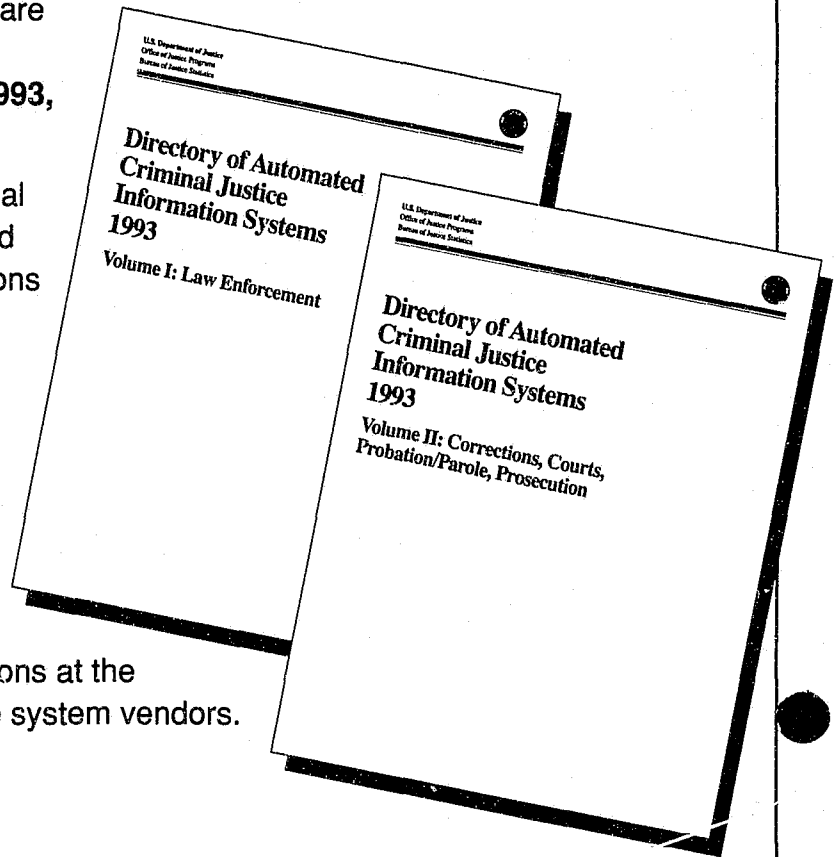 are
993,
al
d
ons
U.S. Department of Justice
Office of Justice Programs
Bureau of Justice Statistics
Directory of Automated
Criminal Justice
Information Systems
1993
Volume I: Law Enforcement
U.S. Department of Justice
Office of Justice Programs
Bureau of Justice Statistics
Directory of Automated
Criminal Justice
Information Systems
1993
Volume II: Corrections, Courts,
Probation/Parole, Prosecution
ons at the
system vendors.